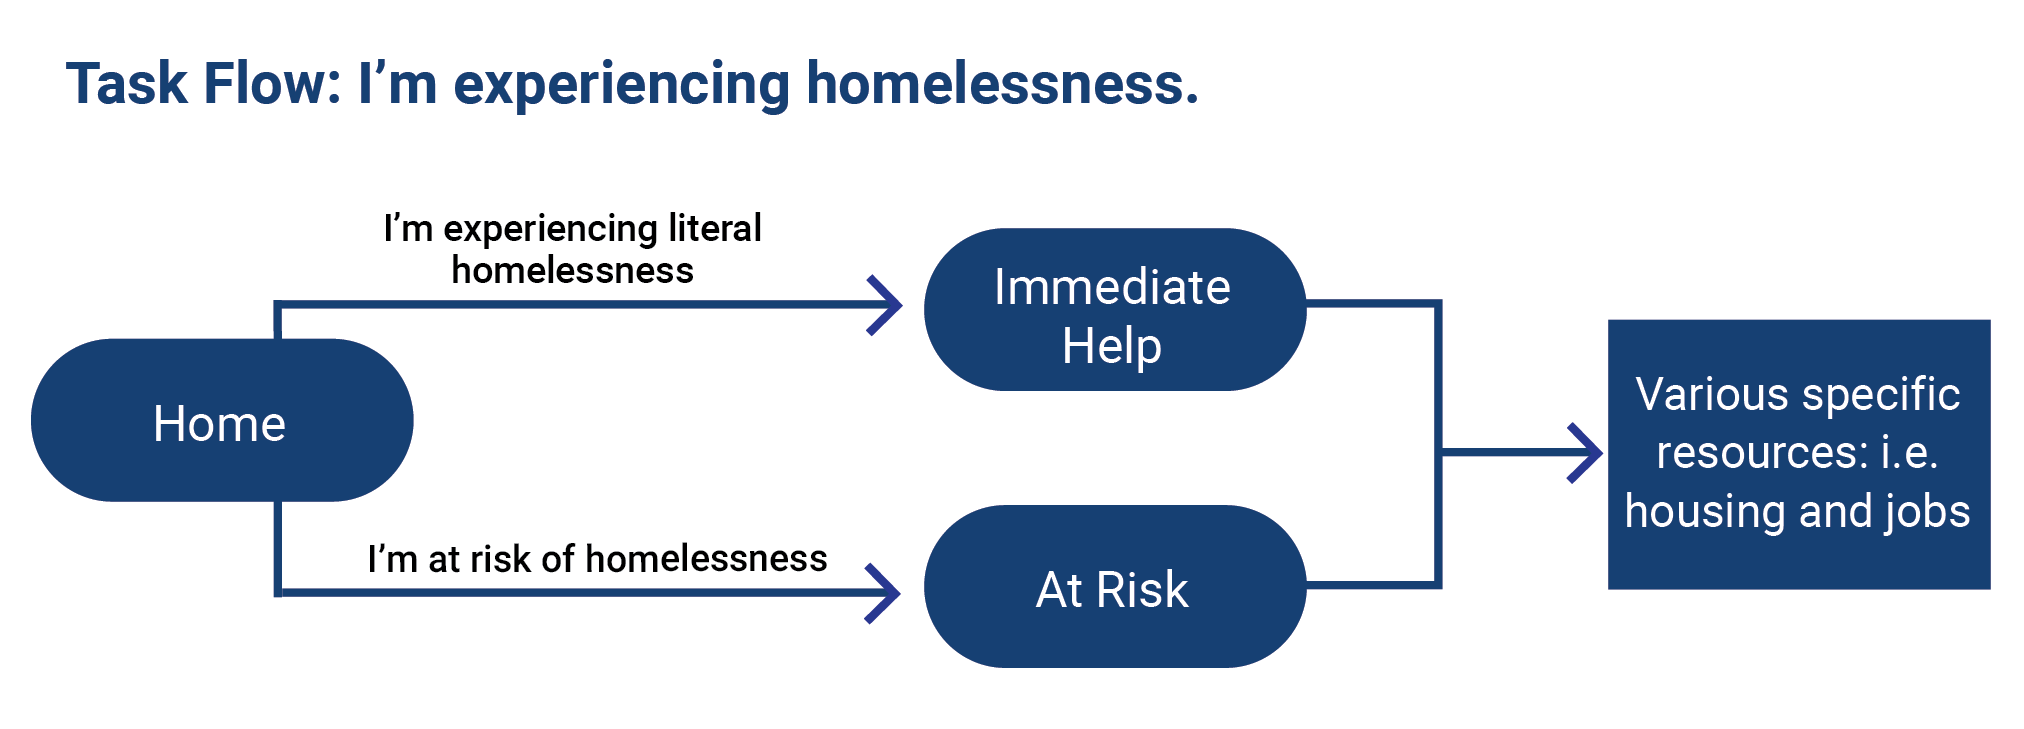 Task Flow: I’m experiencing homelessness.
I’m experiencing literal
homelessness
Home
I’m at risk of homelessness
Immediate
Help
At Risk
Various specific
resources: i.e.
housing and jobs